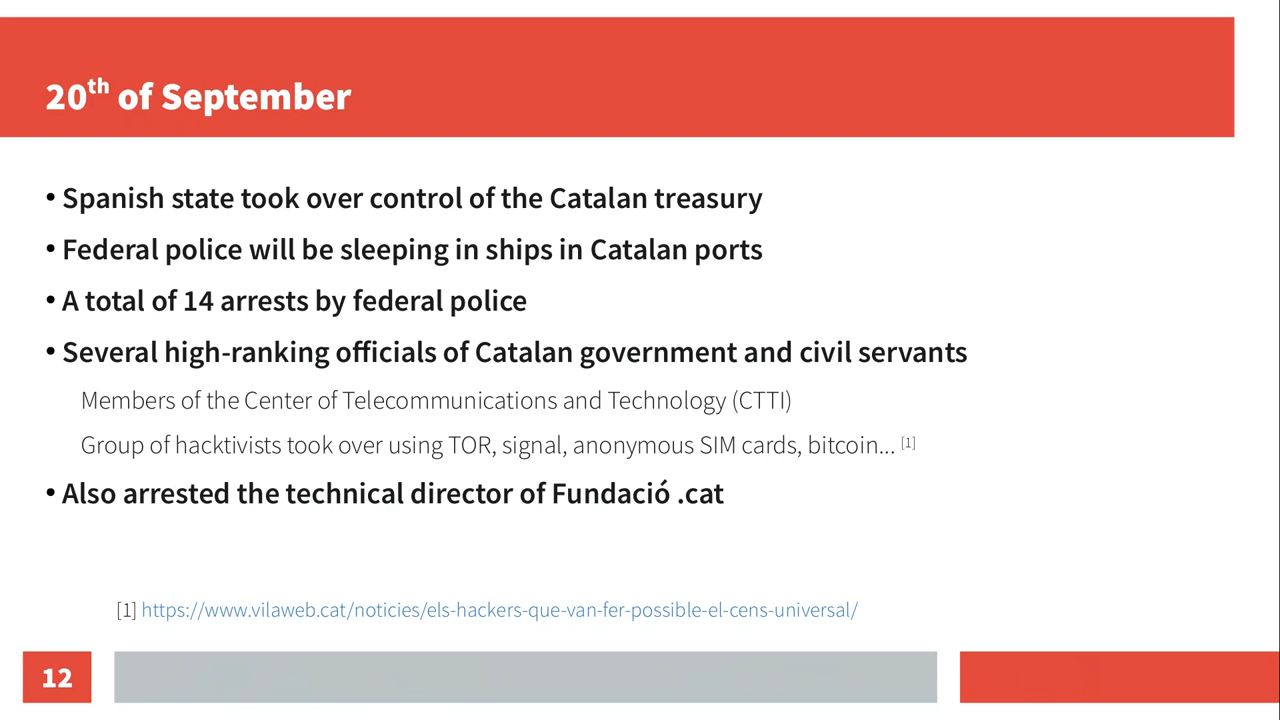 20th of September
• Spanish state took over control of the Catalan treasury
• Federal police will be sleeping in ships in Catalan ports
• A total of 14 arrests by federal police
• Several high-ranking officials of Catalan government and civil servants
Members of the Center of Telecommunications and Technology (CTTI)
Group of hacktivists took over using TOR, signal, anonymous SIM cards, bitcoin... [1]
• Also arrested the technical director of Fundació .cat
[1] https://www.vilaweb.cat/noticies/els-hackers-que-van-fer-possible-el-cens-universal/
12